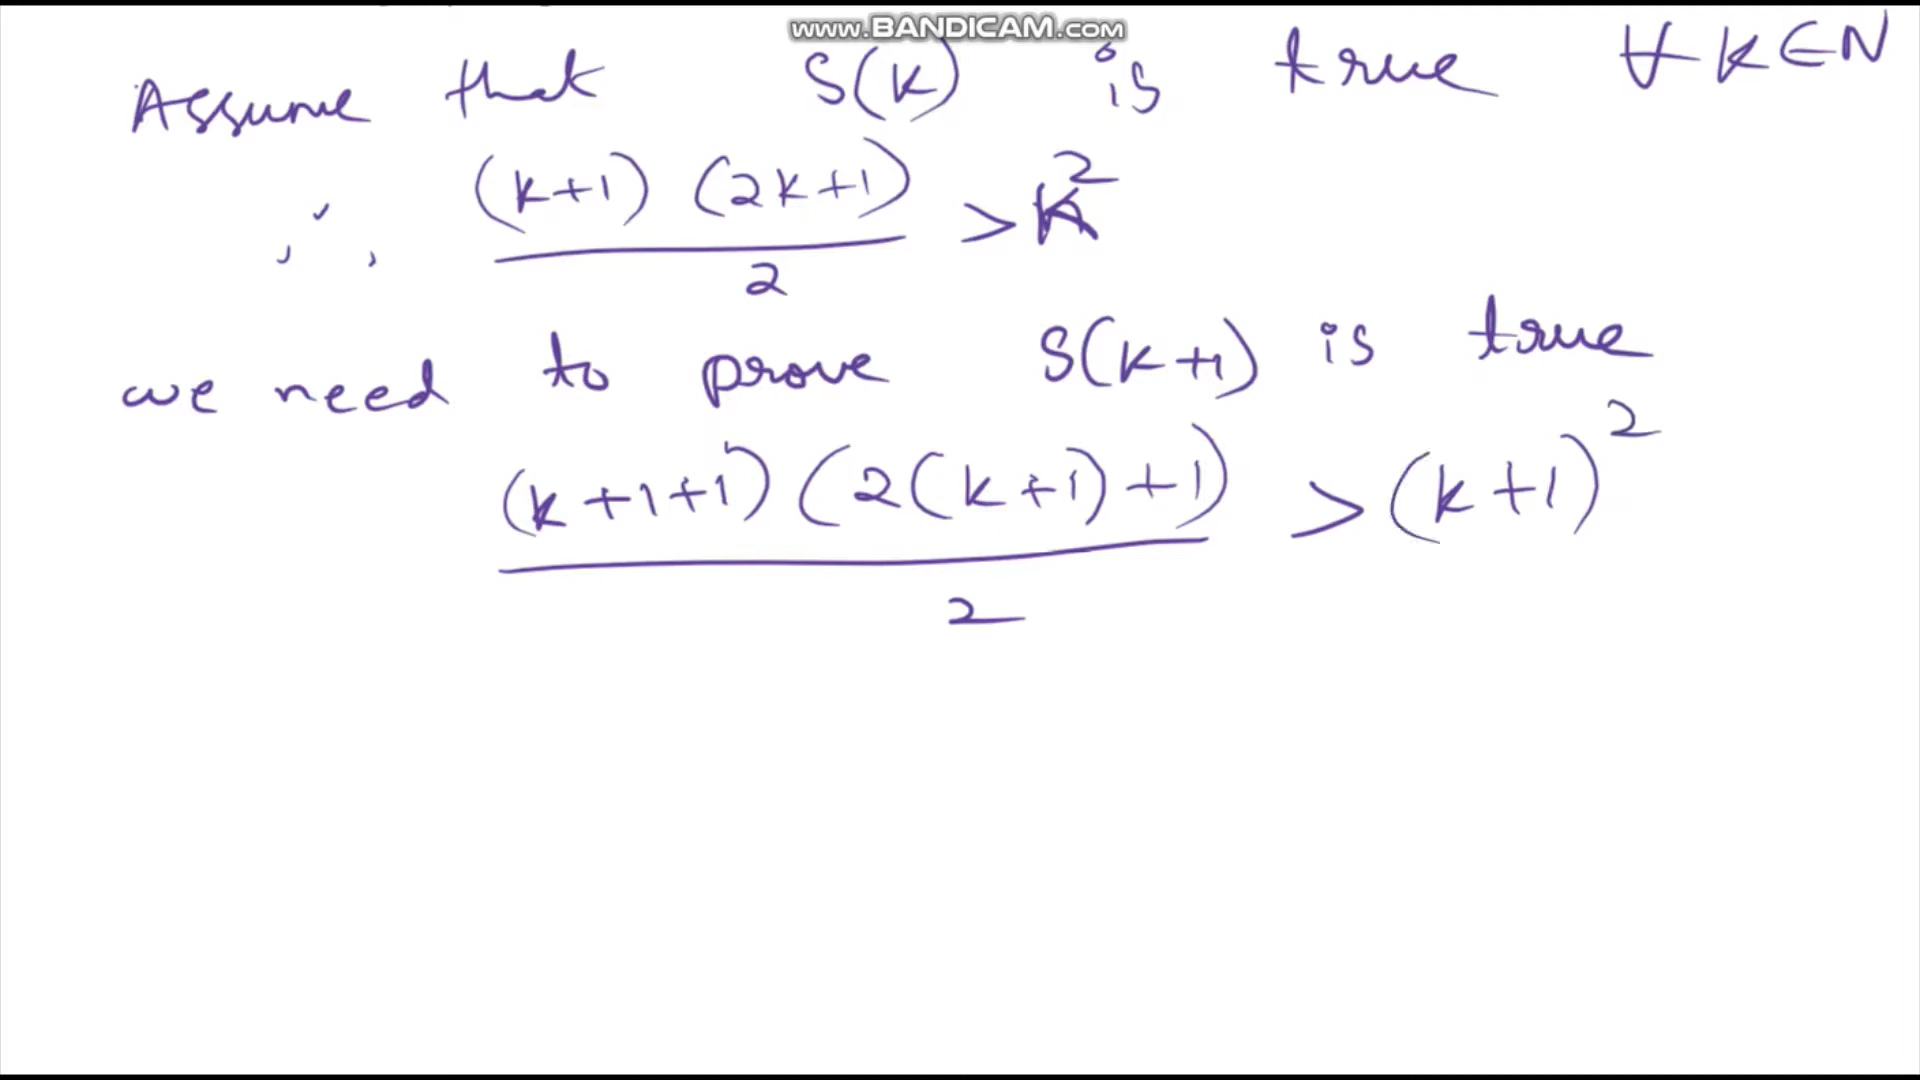 www.BANDICAM.com
Assume that S(K) is true ∀ K ∈ N
∴ (K+1) (2K+1) / 2 > K²
we need to prove S(K+1) is true
(K+1+1) (2(K+1)+1) / 2 > (K+1)²